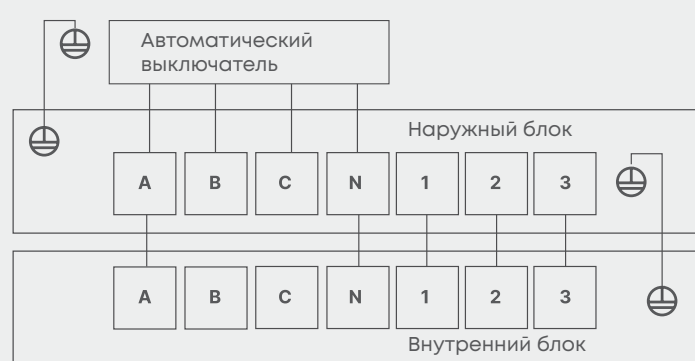 Автоматический
выключатель
Наружный блок
A B C N 1 2 3
A B C N 1 2 3
Внутренний блок